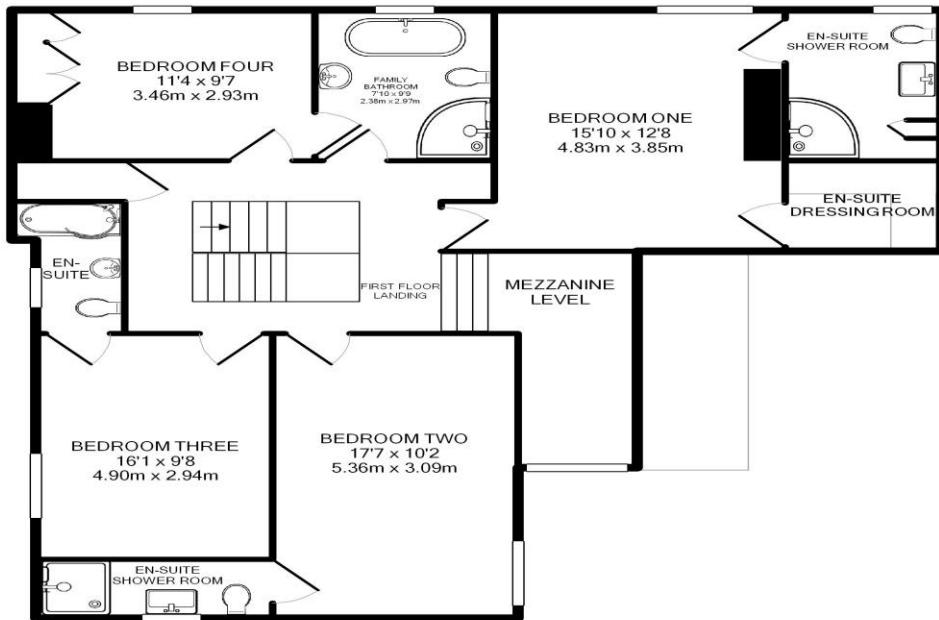 BEDROOM FOUR
11'4 x 9'7
3.46m x 2.93m
FAMILY
BATHROOM
7'10 x 9'9
2.38m x 2.97m
BEDROOM ONE
15'10 x 12'8
4.83m x 3.85m
EN-SUITE
SHOWER ROOM
EN-SUITE
DRESSING ROOM
EN-
SUITE
FIRST FLOOR
LANDING
MEZZANINE
LEVEL
BEDROOM THREE
16'1 x 9'8
4.90m x 2.94m
BEDROOM TWO
17'7 x 10'2
5.36m x 3.09m
EN-SUITE
SHOWER ROOM